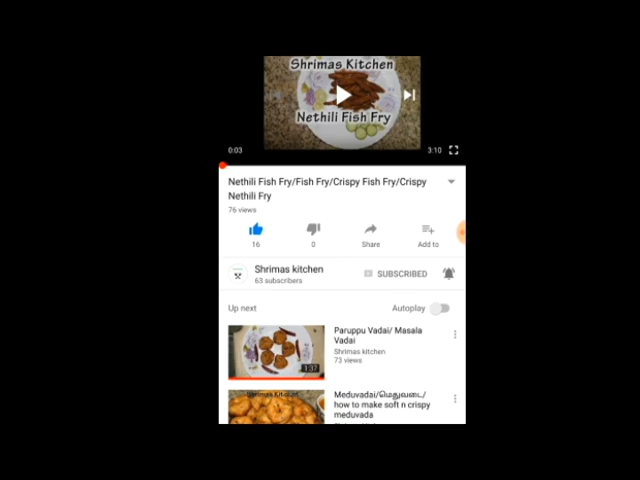 Shrimas Kitchen
Nethili Fish Fry
0:03
3:10
Nethili Fish Fry/Fish Fry/Crispy Fish Fry/Crispy
Nethili Fry
76 views
16
0
Share
Add to
Shrimas kitchen
63 subscribers
SUBSCRIBED
Up next
Autoplay
1:37
Paruppu Vadai/ Masala
Vadai
Shrimas kitchen
73 views
Shrimas Kitchen
Meduvadai/மெதுவடை/
how to make soft n crispy
meduvada